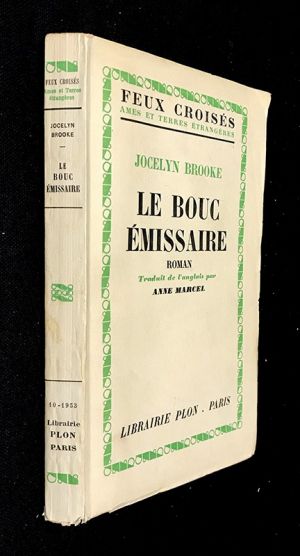 FEUX CROISÉS
Ames et Terres
étrangères
JOCELYN
BROOKE
LE
BOUC
ÉMISSAIRE
10-1953
Librairie
PLON
PARIS
FEUX CROISÉS
AMES ET TERRES ÉTRANGÈRES
JOCELYN BROOKE
LE BOUC
ÉMISSAIRE
ROMAN
Traduit de l'anglais par
ANNE MARCEL
LIBRAIRIE PLON . PARIS